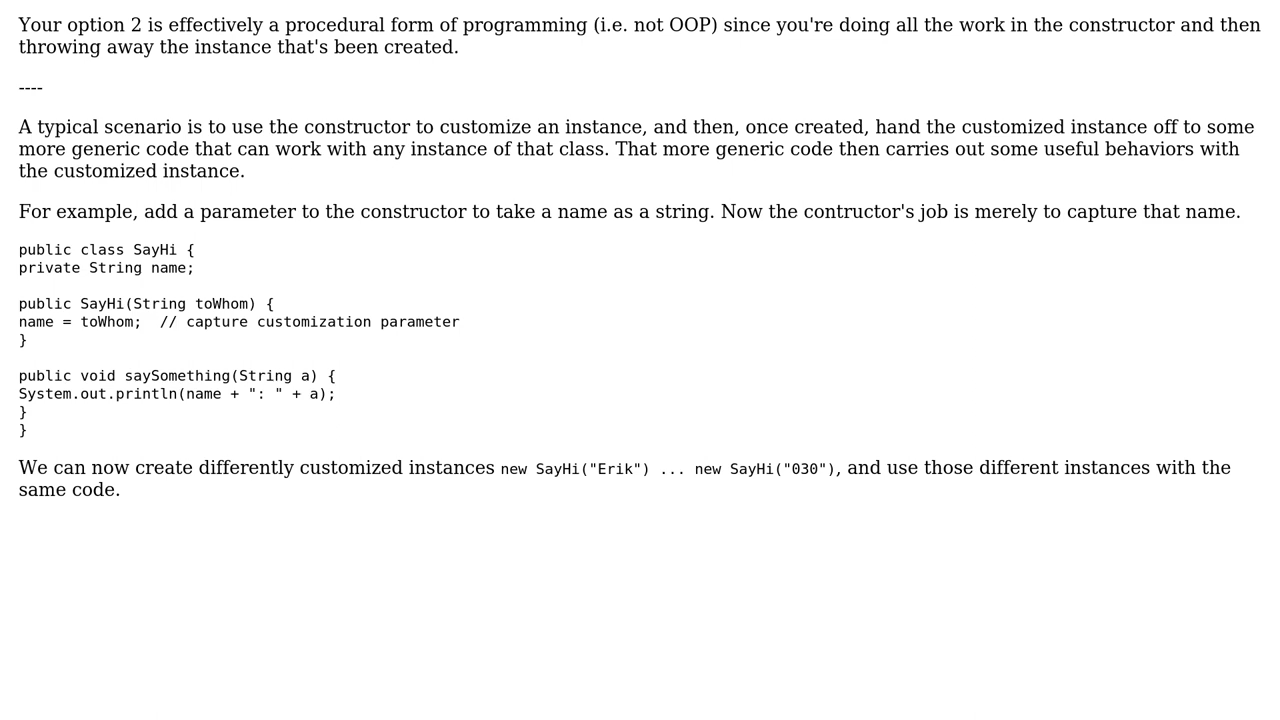 Your option 2 is effectively a procedural form of programming (i.e. not OOP) since you're doing all the work in the constructor and then
throwing away the instance that's been created.
----
A typical scenario is to use the constructor to customize an instance, and then, once created, hand the customized instance off to some
more generic code that can work with any instance of that class. That more generic code then carries out some useful behaviors with
the customized instance.
For example, add a parameter to the constructor to take a name as a string. Now the contructor's job is merely to capture that name.
public class SayHi {
private String name;
public SayHi(String toWhom) {
name = toWhom;  // capture customization parameter
}
public void saySomething(String a) {
System.out.println(name + ": " + a);
}
}
We can now create differently customized instances new SayHi("Erik") ... new SayHi("030"), and use those different instances with the
same code.